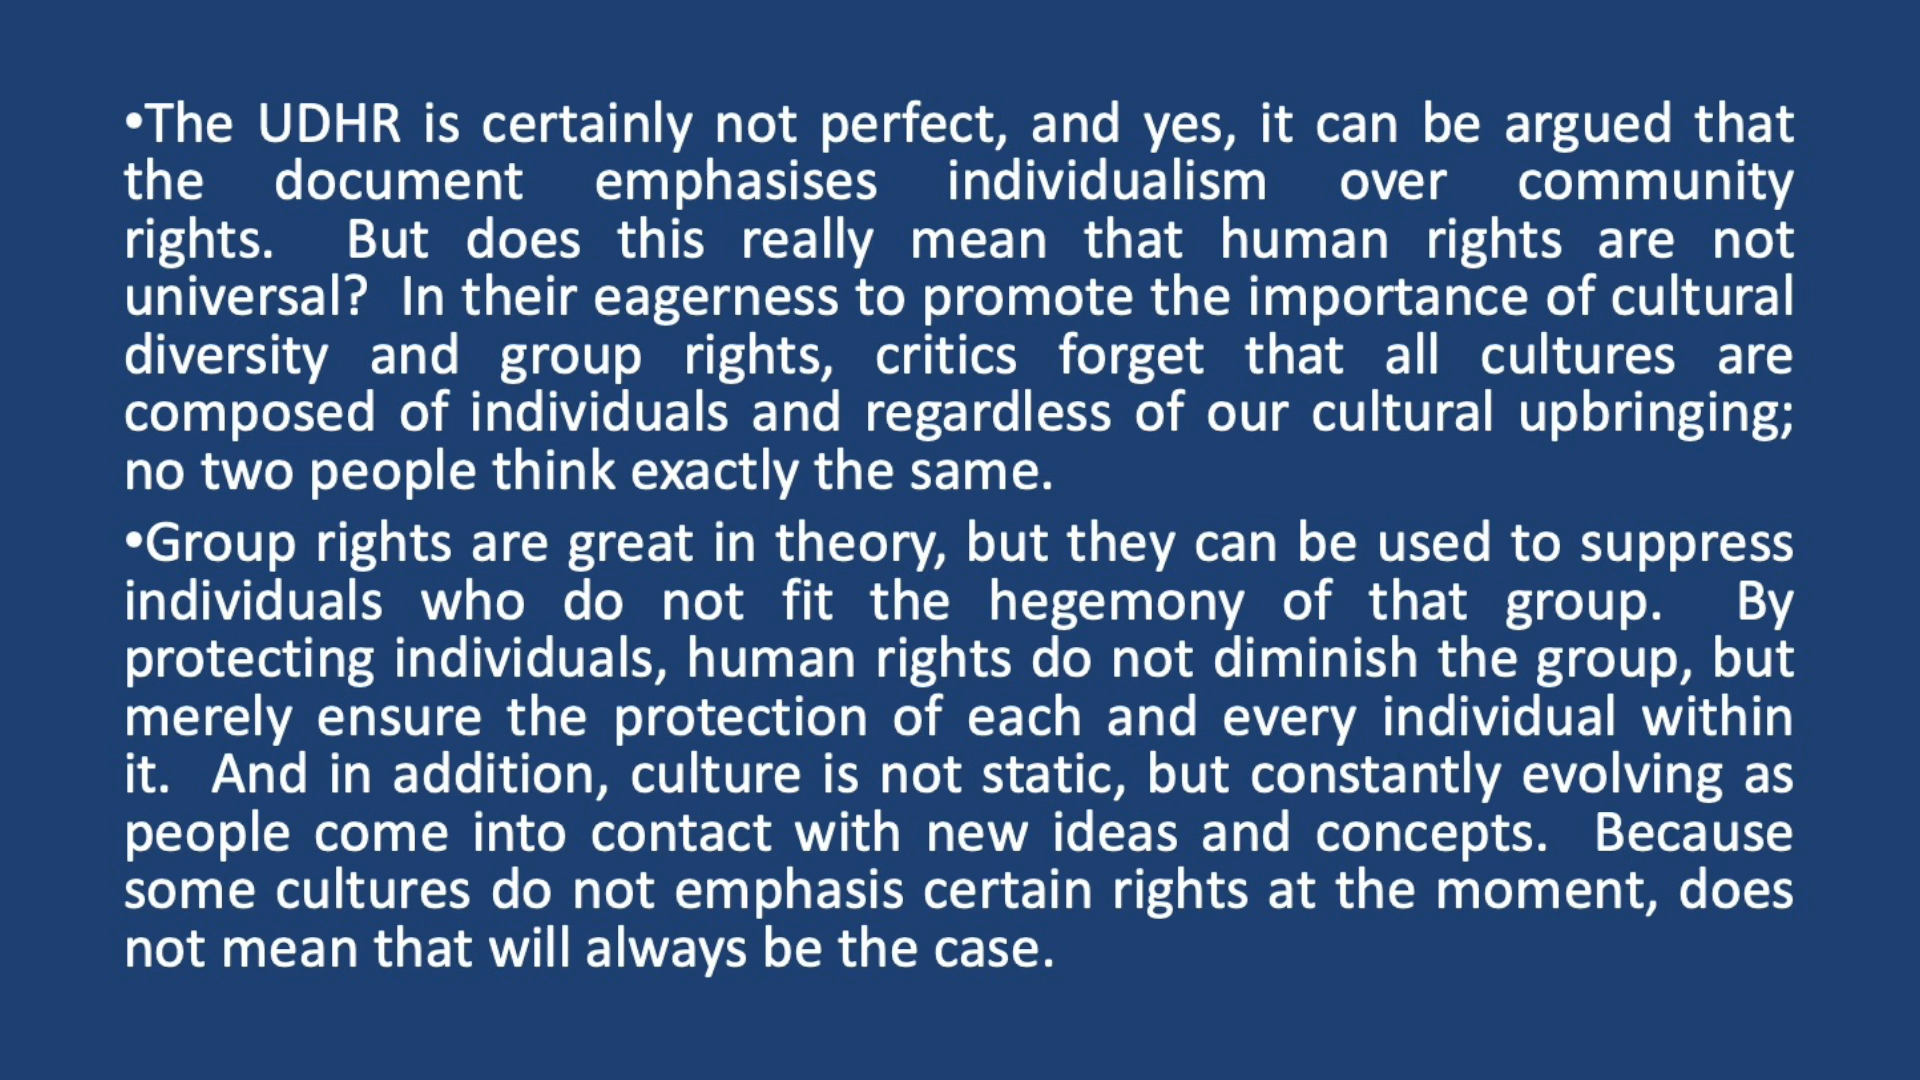 •The UDHR is certainly not perfect, and yes, it can be argued that
the document emphasises individualism over community
rights. But does this really mean that human rights are not
universal? In their eagerness to promote the importance of cultural
diversity and group rights, critics forget that all cultures are
composed of individuals and regardless of our cultural upbringing;
no two people think exactly the same.
•Group rights are great in theory, but they can be used to suppress
individuals who do not fit the hegemony of that group. By
protecting individuals, human rights do not diminish the group, but
merely ensure the protection of each and every individual within
it. And in addition, culture is not static, but constantly evolving as
people come into contact with new ideas and concepts. Because
some cultures do not emphasis certain rights at the moment, does
not mean that will always be the case.